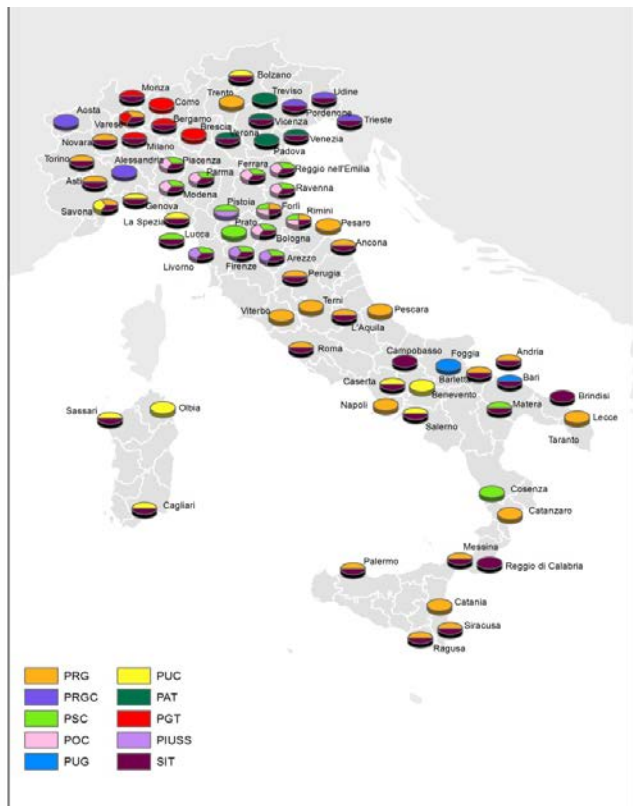 Bolzano
Monza
Treviso
Udine
Como
Trento
Pordenone
Aosta
Bergamo
Vicenza
Trieste
Varese
Brescia
Verona
Novara
Milano
Venezia
Padova
Torino
Alessandria
Piacenza
Ferrara
Reggio nell'Emilia
Parma
Asti
Modena
Ravenna
Savona
Genova
Pistoia
Forlì
La Spezia
Rimini
Prato
Pesaro
Lucca
Bologna
Ancona
Livorno
Firenze
Arezzo
Perugia
Terni
Viterbo
Pescara
L'Aquila
Roma
Campobasso
Foggia
Andria
Caserta
Barletta
Bari
Benevento
Brindisi
Napoli
Matera
Lecce
Salerno
Taranto
Sassari
Olbia
Cosenza
Catanzaro
Cagliari
Messina
Palermo
Reggio di Calabria
Catania
Siracusa
Ragusa
PRG
PUC
PRGC
PAT
PSC
PGT
POC
PIUSS
PUG
SIT